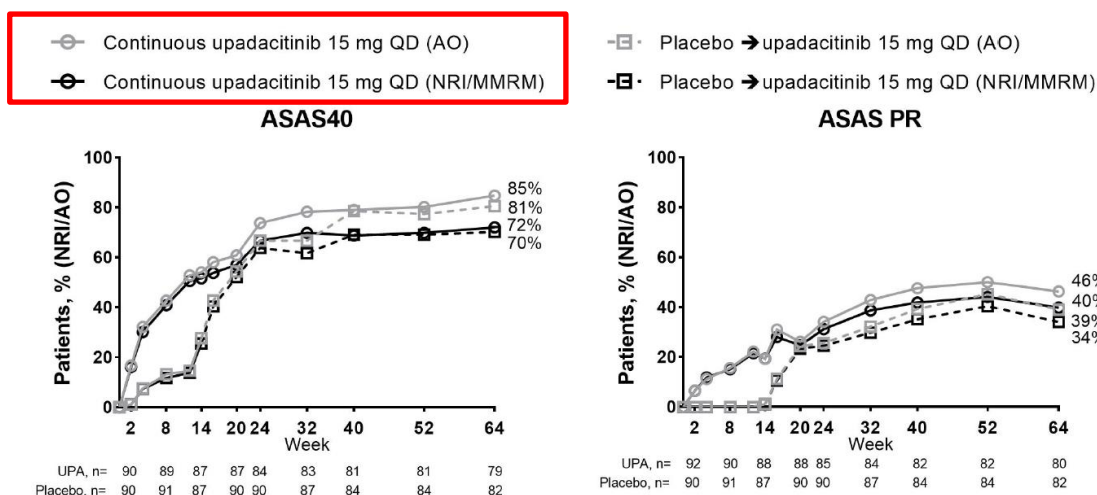 Continuous upadacitinib 15 mg QD (AO)
Continuous upadacitinib 15 mg QD (NRI/MMRM)
Placebo ➔ upadacitinib 15 mg QD (AO)
Placebo ➔ upadacitinib 15 mg QD (NRI/MMRM)
ASAS40
Patients, % (NRI/AO)
100
80
60
40
20
0
85%
81%
72%
70%
2 8 14 20 24 32 40 52 64
Week
UPA, n= 90 89 87 87 84 83 81 81 79
Placebo, n= 90 91 87 90 90 87 84 84 82
ASAS PR
Patients, % (NRI/AO)
100
80
60
40
20
0
46%
40%
39%
34%
2 8 14 20 24 32 40 52 64
Week
UPA, n= 92 90 88 88 85 84 82 82 80
Placebo, n= 90 91 87 90 90 87 84 84 82